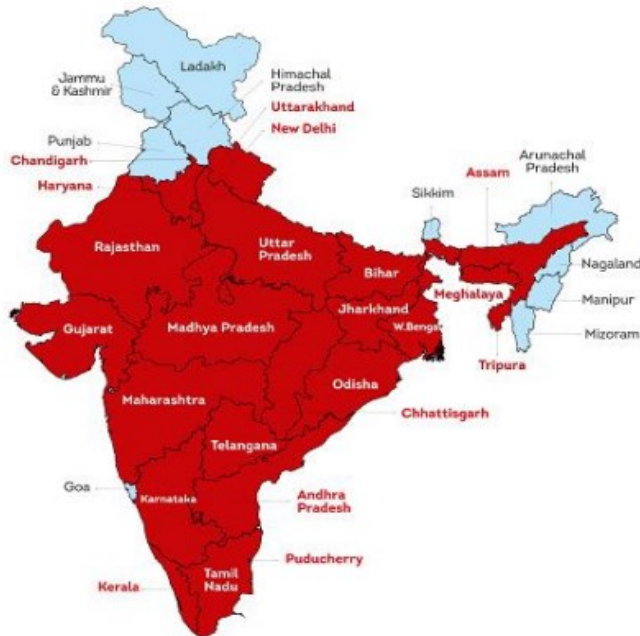 Ladakh
Jammu
& Kashmir
Himachal
Pradesh
Uttarakhand
New Delhi
Punjab
Chandigarh
Haryana
Assam
Arunachal
Pradesh
Sikkim
Rajasthan
Uttar
Pradesh
Bihar
Nagaland
Meghalaya
Manipur
Jharkhand
Gujarat
Madhya Pradesh
W.Bengal
Mizoram
Tripura
Odisha
Maharashtra
Chhattisgarh
Telangana
Goa
Karnataka
Andhra
Pradesh
Puducherry
Kerala
Tamil
Nadu